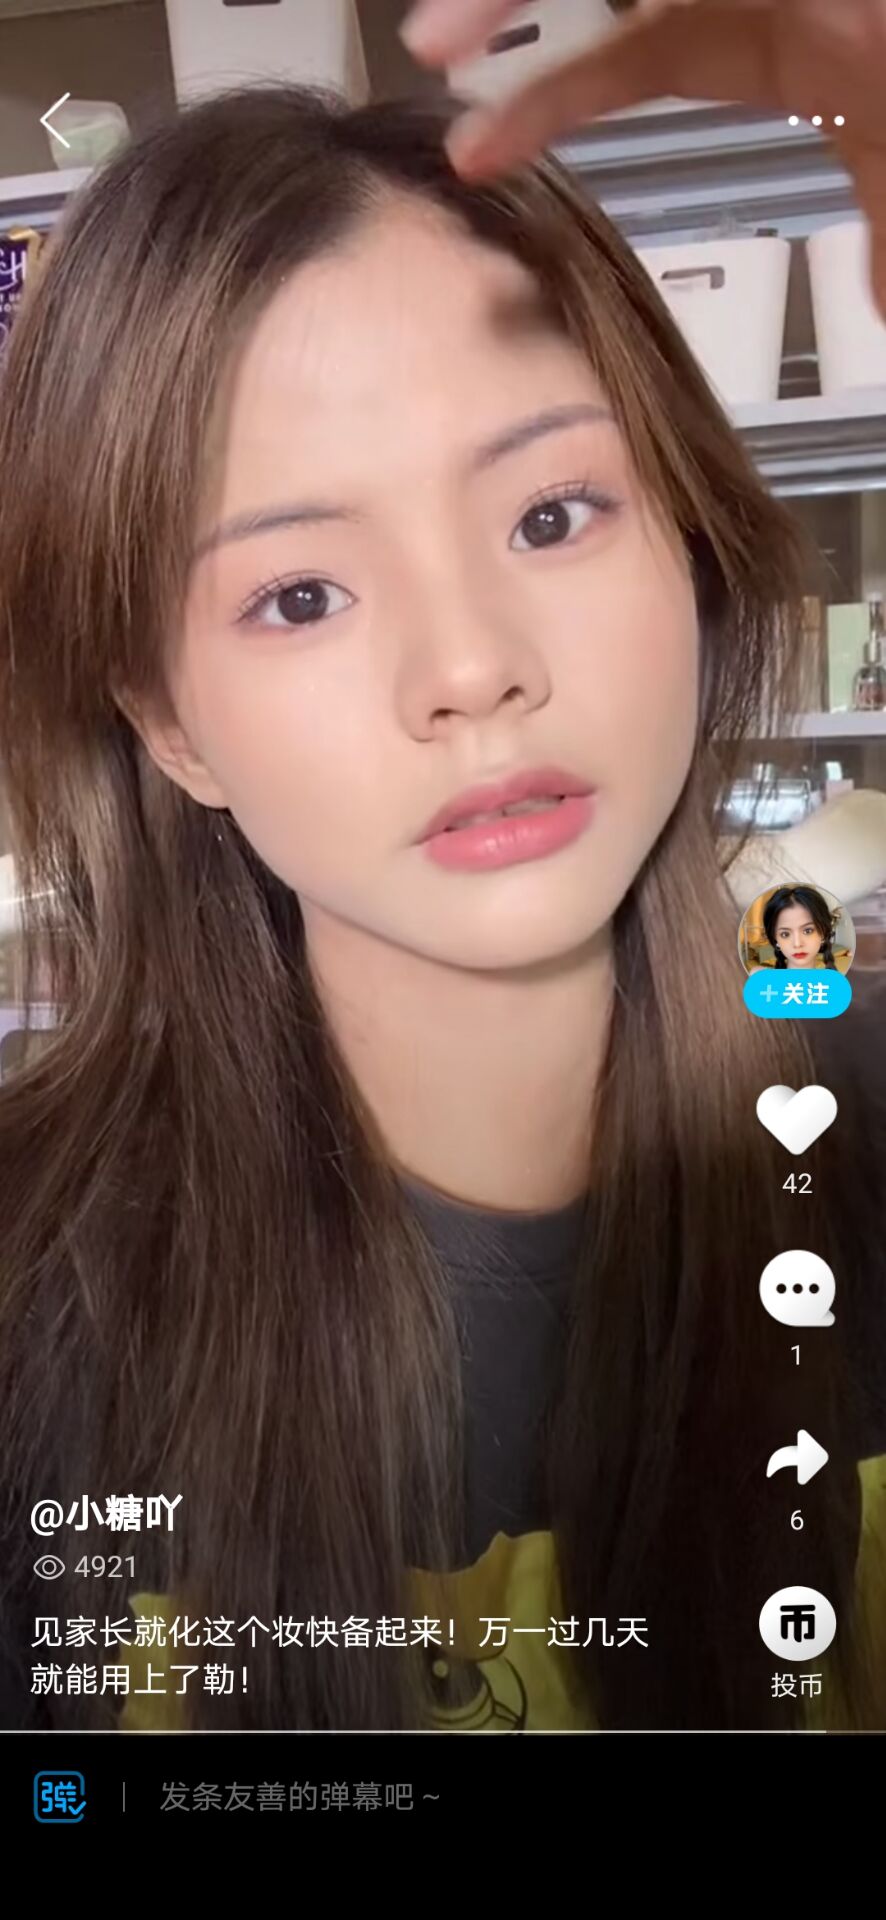 +关注
42
1
6
@小糖吖
4921
见家长就化这个妆快备起来！万一过几天
就能用上了勒！
币
投币
弹
发条友善的弹幕吧 ~